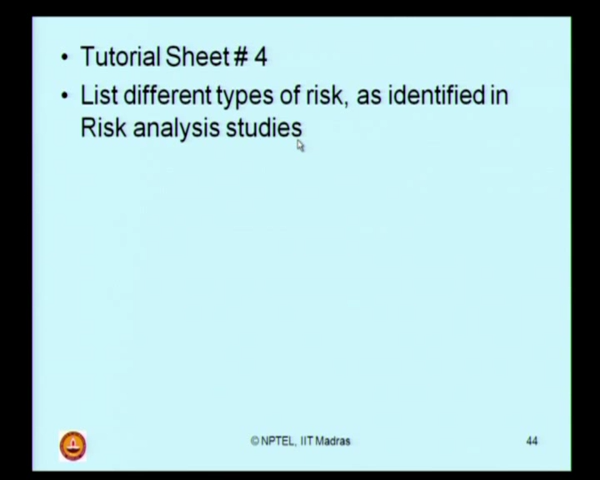 • Tutorial Sheet # 4
• List different types of risk, as identified in
Risk analysis studies
© NPTEL, IIT Madras
44